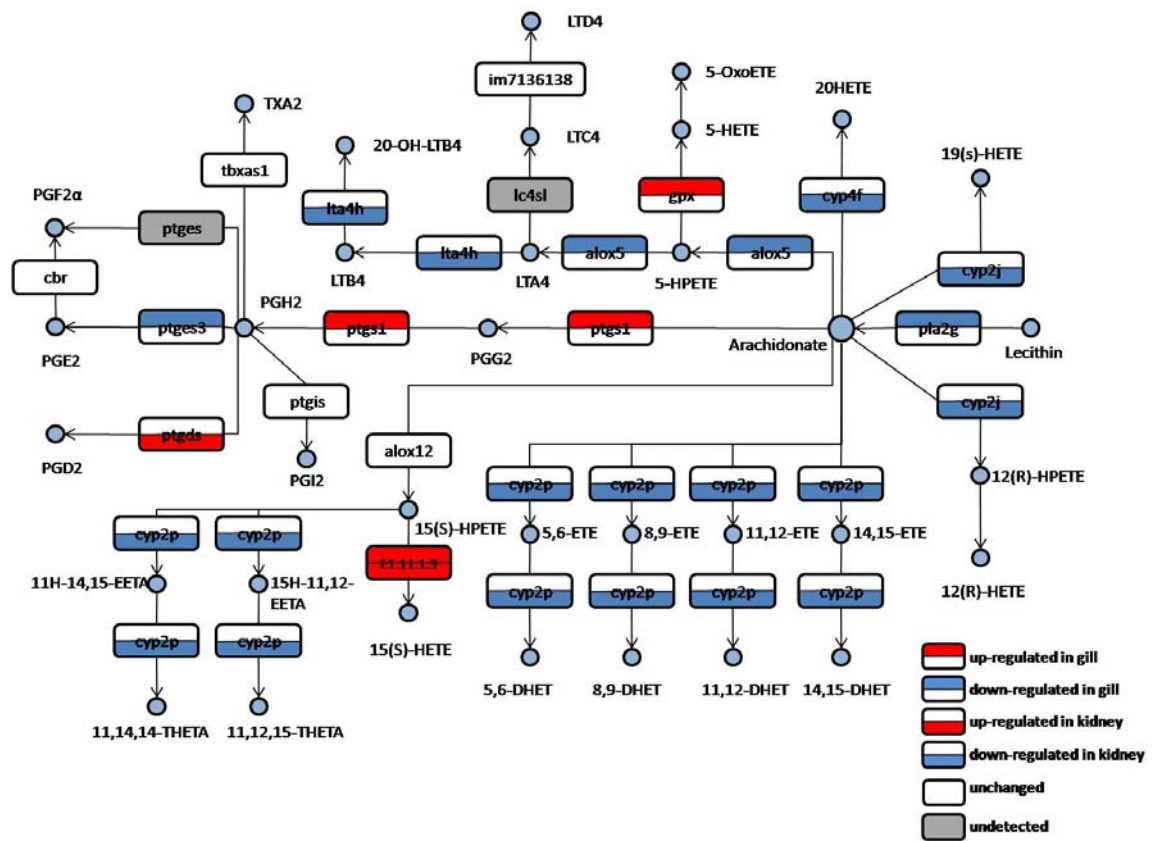 LTD4
im7136138
5-OxoETE
20HETE
TXA2
5-HETE
LTC4
20-OH-LTB4
19(s)-HETE
tbxas1
PGF2α
lc4sl
gpx
cyp4f
lta4h
ptges
lta4h
alox5
alox5
cyp2j
cbr
LTB4
LTA4
5-HPETE
PGH2
ptges3
ptgs1
ptgs1
pla2g
PGE2
PGG2
Arachidonate
Lecithin
ptgis
cyp2j
ptgds
alox12
PGD2
PGI2
12(R)-HPETE
cyp2p
cyp2p
cyp2p
cyp2p
15(S)-HPETE
5,6-ETE
8,9-ETE
11,12-ETE
14,15-ETE
cyp2p
cyp2p
E1.11.1.9
11H-14,15-EETA
15H-11,12-
EETA
cyp2p
cyp2p
cyp2p
cyp2p
12(R)-HETE
cyp2p
cyp2p
15(S)-HETE
5,6-DHET
8,9-DHET
11,12-DHET
14,15-DHET
11,14,14-THETA
11,12,15-THETA
up-regulated in gill
down-regulated in gill
up-regulated in kidney
down-regulated in kidney
unchanged
undetected